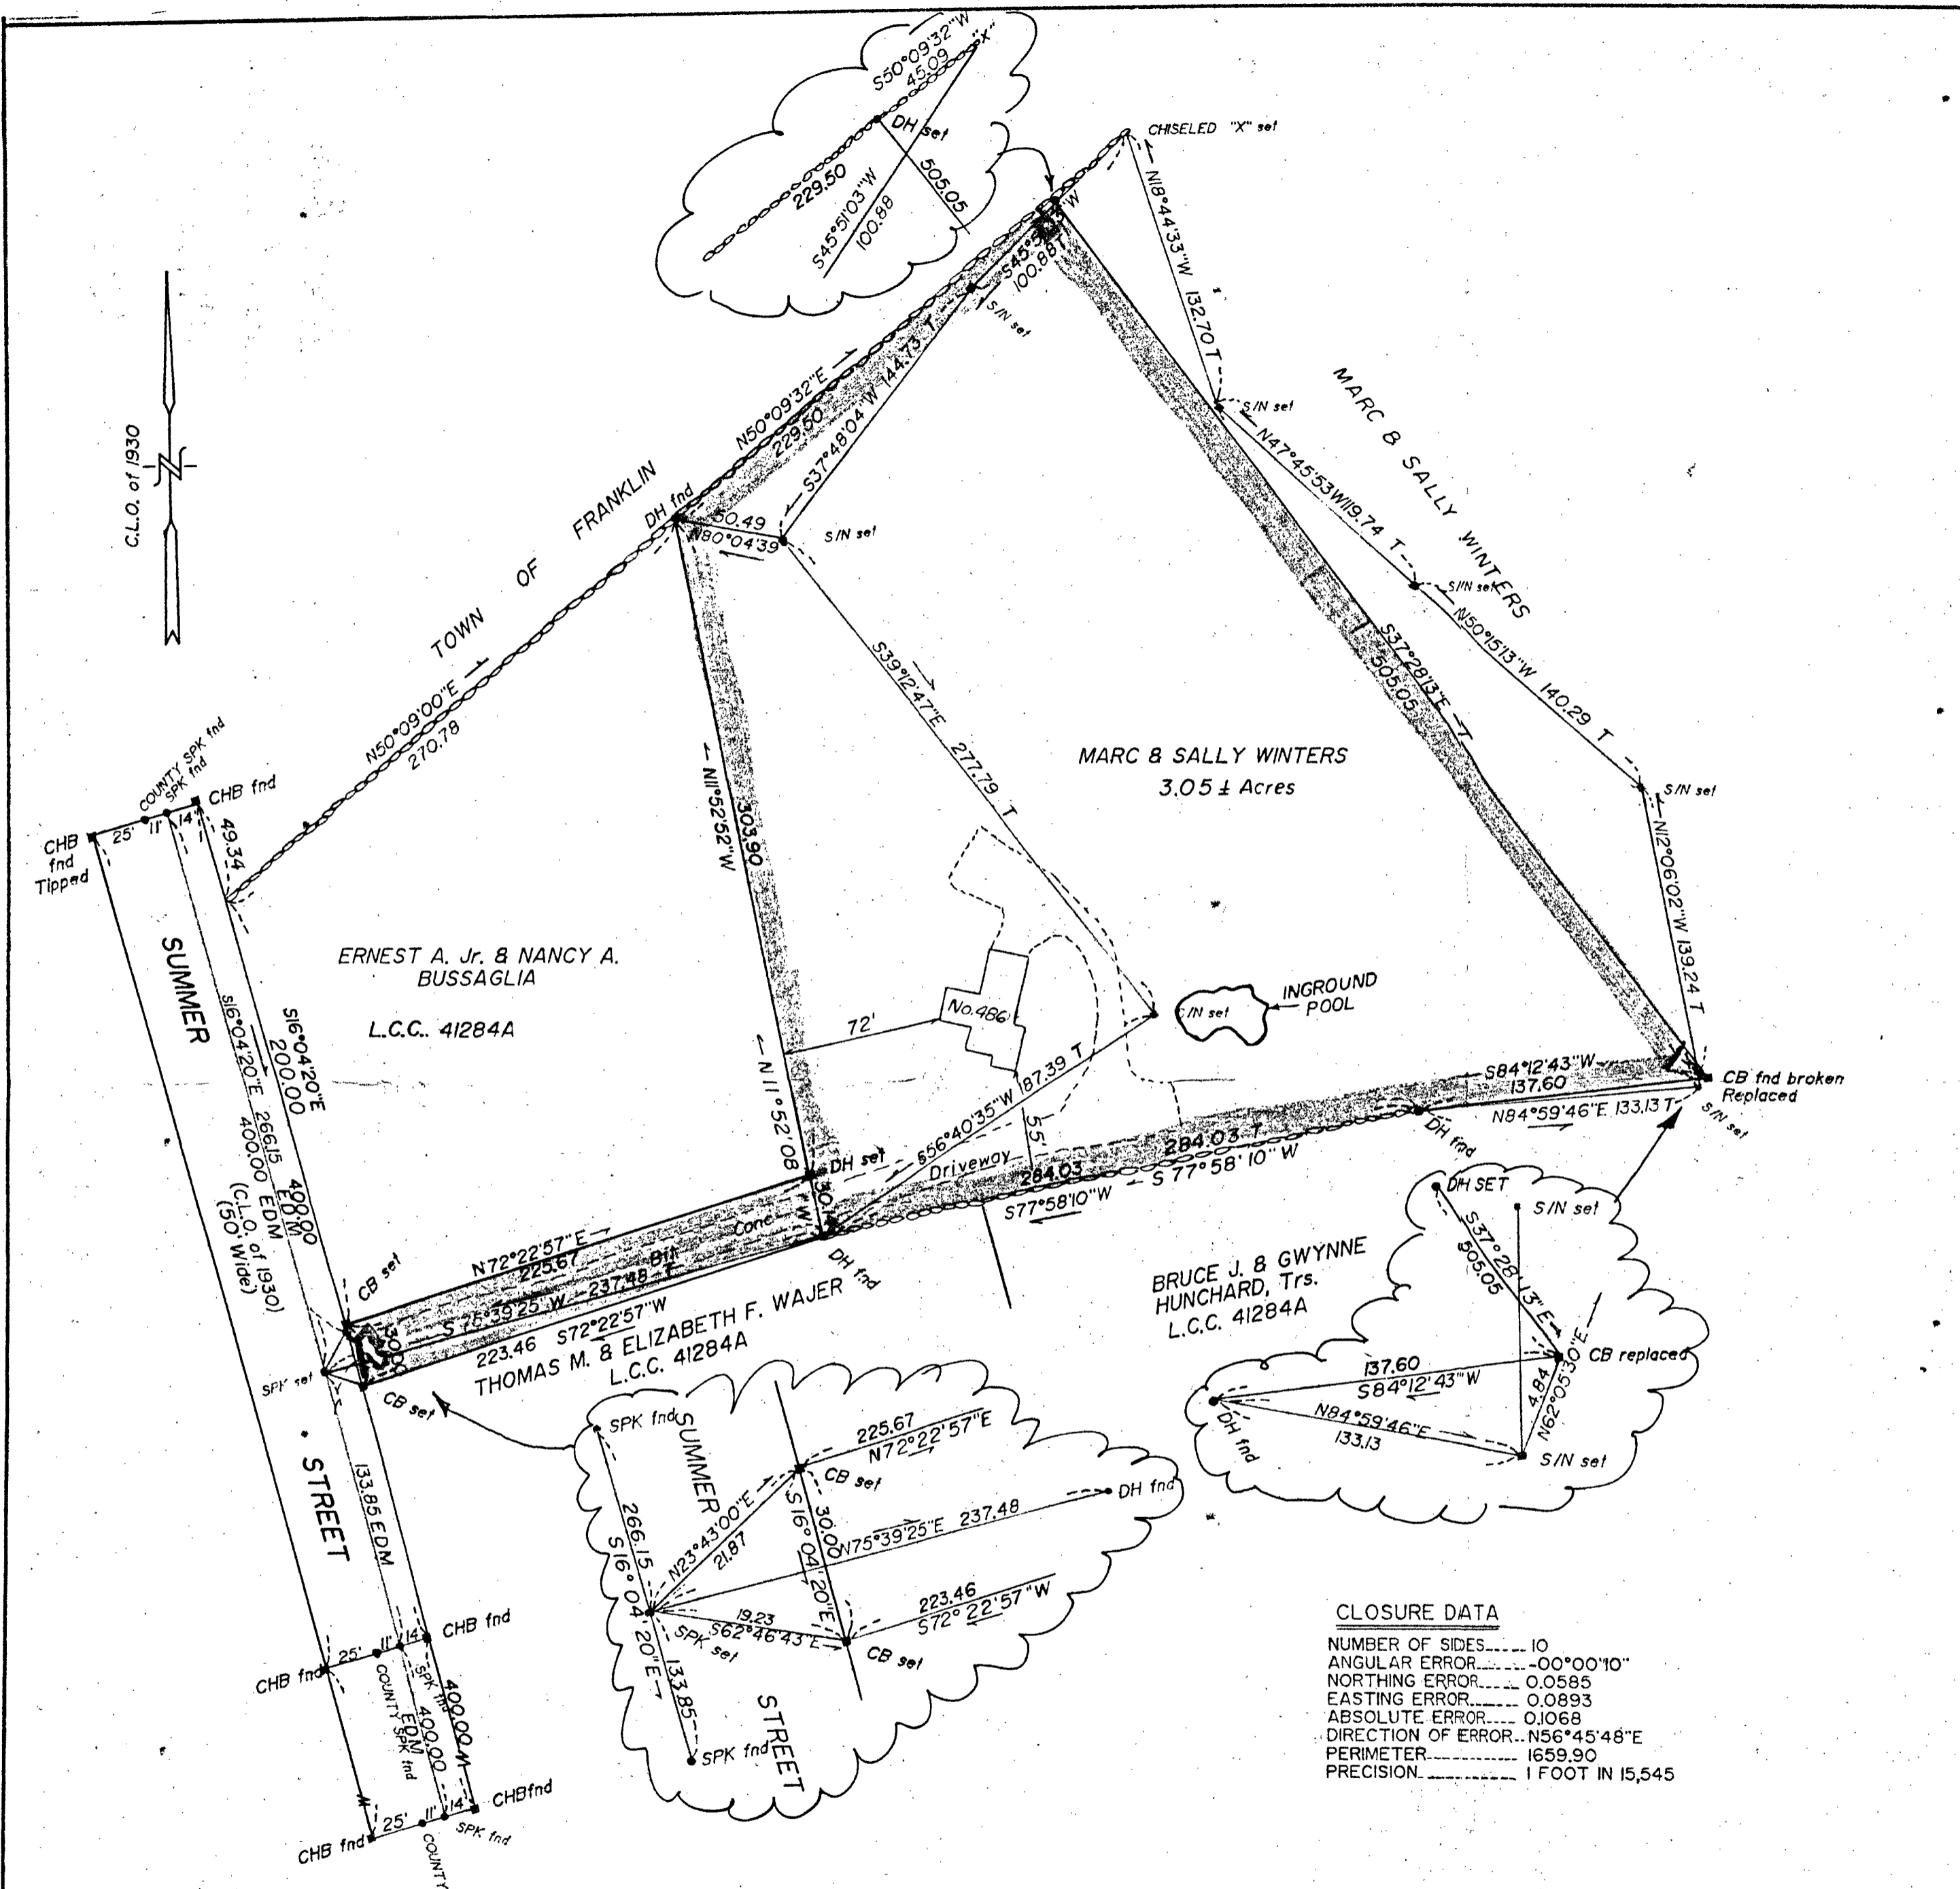 S50°09'32"W
45.09
"X"
DH set
229.50
505.05
S45°51'03"W
100.88
CHISELED "X" set
N18°44'33"W 132.70 T
100.88 T
S/N set
S/N set
N47°45'53W 119.74 T
S/N set
N50°15'13"W 140.29 T
S/N set
N12°06'02"W 139.24 T
MARC & SALLY WINTERS
C.L.O. of 1930
N
TOWN OF FRANKLIN
N50°09'32"E
229.50
S37°48'04"W 144.73 T
DH fnd
50.49
N80°04'39
S/N set
N50°09'00"E
270.78
S39°12'47"E 277.79 T
S37°28'13"E
505.05
MARC & SALLY WINTERS
3.05 ± Acres
COUNTY SPK fnd
SPK fnd
CHB fnd
25' 11' 14'
CHB
fnd
Tipped
49.34
N11°52'52"W
303.90
ERNEST A. Jr. & NANCY A.
BUSSAGLIA
L.C.C. 41284A
SUMMER
S16°04'20"E 266.15
400.00 EDM
(C.L.O. of 1930)
(50' Wide)
S16°04'20"E
200.00
400.00
EDM
72'
No.486
S/N set
INGROUND
POOL
N11°52'08
30.14
W
DH set
S56°40'35"W 187.39 T
55'
Driveway
284.03
S77°58'10"W
284.03 T
S 77°58'10"W
S84°12'43"W
137.60
N84°59'46"E 133.13 T
CB fnd broken
Replaced
S/N set
DH fnd
N72°22'57"E
225.67
Bit.
Conc.
S 75°39'25 W 237.48 T
DH fnd
223.46 S72°22'57"W
THOMAS M. & ELIZABETH F. WAJER
L.C.C. 41284A
CB set
30.00
SPK set
CB set
BRUCE J. & GWYNNE
HUNCHARD, Trs.
L.C.C. 41284A
DH SET
S/N set
S37°28'13"E
505.05
CB replaced
137.60
S84°12'43"W
4.84
N62°05'30"E
DH fnd
N84°59'46"E
133.13
S/N set
STREET
133.85 EDM
CHB fnd
CHB fnd
25' 11' 14'
COUNTY SPK fnd
SPK fnd
400.00
EDM
400.00 M
CHB fnd
25' 11' 14'
CHB fnd
SPK fnd
COUNTY
SPK fnd
SUMMER
225.67
N72°22'57"E
CB set
DH fnd
266.15
S16°04'20"E
N23°43'00"E
21.87
30.00
S16°04'20"E
N75°39'25"E 237.48
19.23
S62°46'43"E
223.46
S72°22'57"W
SPK set
CB set
133.85
SPK fnd
STREET
CLOSURE DATA
NUMBER OF SIDES 10
ANGULAR ERROR -00°00'10"
NORTHING ERROR 0.0585
EASTING ERROR 0.0893
ABSOLUTE ERROR 0.1068
DIRECTION OF ERROR N56°45'48"E
PERIMETER 1659.90
PRECISION 1 FOOT IN 15,545